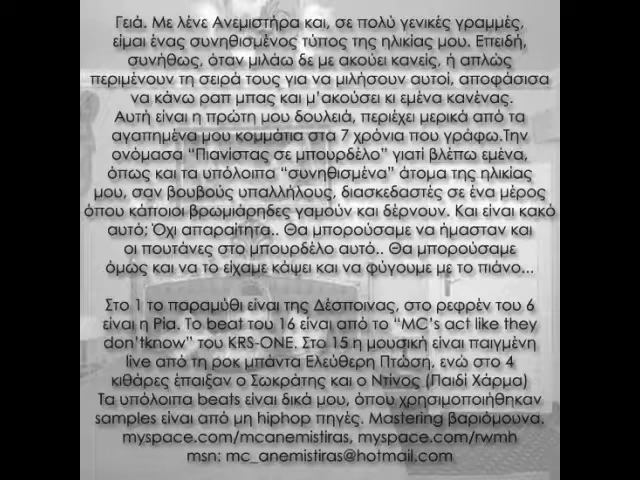 Γειά. Με λένε Ανεμιστήρα και, σε πολύ γενικές γραμμές,
είμαι ένας συνηθισμένος τύπος της ηλικίας μου. Επειδή,
συνήθως, όταν μιλάω δε με ακούει κανείς, ή απλώς
περιμένουν τη σειρά τους για να μιλήσουν αυτοί, αποφάσισα
να κάνω ραπ μπας και μ'ακούσει κι εμένα κανένας.
Αυτή είναι η πρώτη μου δουλειά, περιέχει μερικά από τα
αγαπημένα μου κομμάτια στα 7 χρόνια που γράφω.Την
ονόμασα “Πιανίστας σε μπουρδέλο” γιατί βλέπω εμένα,
όπως και τα υπόλοιπα “συνηθισμένα” άτομα της ηλικίας
μου, σαν βουβούς υπαλλήλους, διασκεδαστές σε ένα μέρος
όπου κάποιοι βρωμιάρηδες γαμούν και δέρνουν. Και είναι κακό
αυτό; Όχι απαραίτητα.. Θα μπορούσαμε να ήμασταν και
οι πουτάνες στο μπουρδέλο αυτό.. Θα μπορούσαμε
όμως και να το είχαμε κάψει και να φύγουμε με το πιάνο...
Στο 1 το παραμύθι είναι της Δέσποινας, στο ρεφρέν του 6
είναι η Pia. Το beat του 16 είναι από το “MC's act like they
don'tknow” του KRS-ONE. Στο 15 η μουσική είναι παιγμένη
live από τη ροκ μπάντα Ελεύθερη Πτώση, ενώ στο 4
κιθάρες έπαιξαν ο Σωκράτης και ο Ντίνος (Παιδί Χάρμα)
Τα υπόλοιπα beats είναι δικά μου, όπου χρησιμοποιήθηκαν
samples είναι από μη hiphop πηγές. Mastering βαριόμουνα.
myspace.com/mcanemistiras, myspace.com/rwmh
msn: mc_anemistiras@hotmail.com